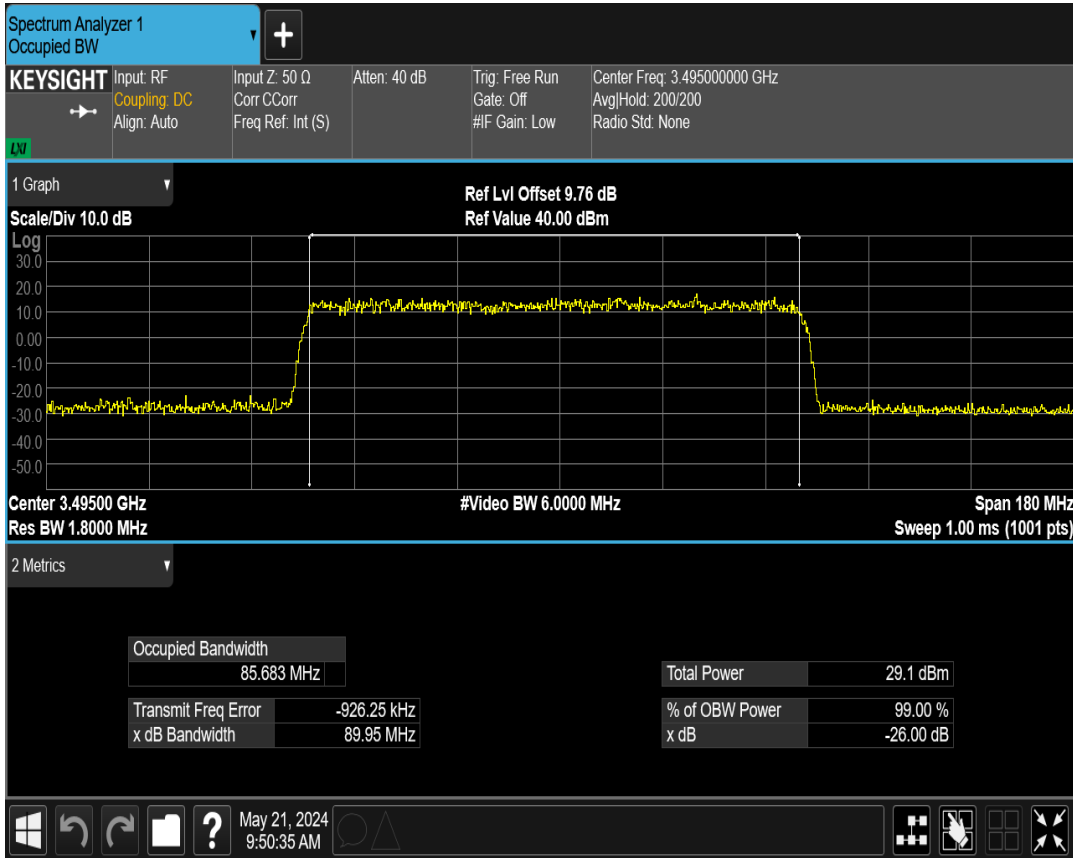 Spectrum Analyzer 1
Occupied BW
▼
+
KEYSIGHT
LXI
Input: RF
Coupling: DC
Align: Auto
Input Z: 50 Ω
Corr CCorr
Freq Ref: Int (S)
Atten: 40 dB
Trig: Free Run
Gate: Off
#IF Gain: Low
Center Freq: 3.495000000 GHz
Avg|Hold: 200/200
Radio Std: None
1 Graph ▼
Ref Lvl Offset 9.76 dB
Scale/Div 10.0 dB Ref Value 40.00 dBm
Log
30.0
20.0
10.0
0.00
-10.0
-20.0
-30.0
-40.0
-50.0
Center 3.49500 GHz #Video BW 6.0000 MHz Span 180 MHz
Res BW 1.8000 MHz Sweep 1.00 ms (1001 pts)
2 Metrics ▼
Occupied Bandwidth
85.683 MHz Total Power 29.1 dBm
Transmit Freq Error -926.25 kHz % of OBW Power 99.00 %
x dB Bandwidth 89.95 MHz x dB -26.00 dB
?
May 21, 2024
9:50:35 AM